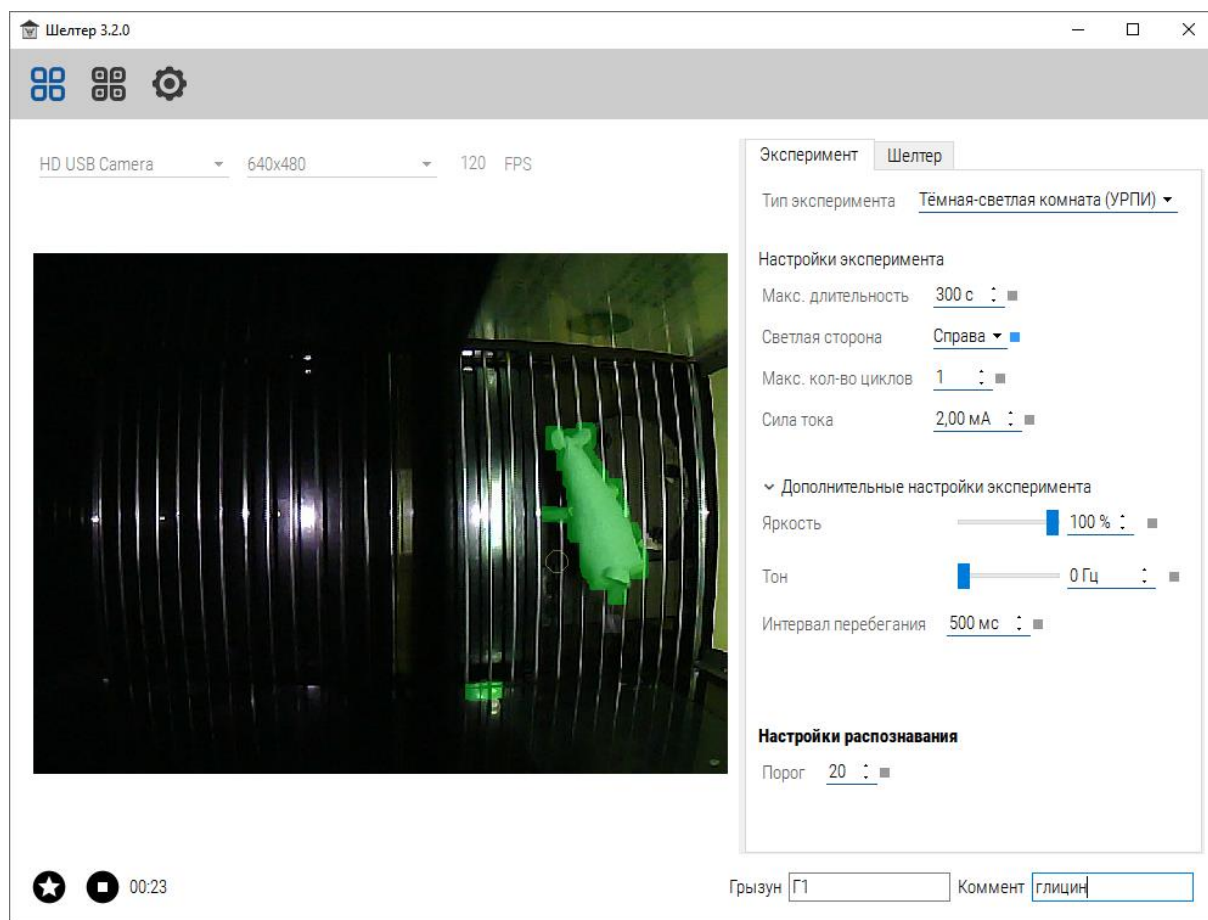 Шелтер 3.2.0
HD USB Camera 640x480 120 FPS
Эксперимент Шелтер
Тип эксперимента Тёмная-светлая комната (УРПИ)
Настройки эксперимента
Макс. длительность 300 с
Светлая сторона Справа
Макс. кол-во циклов 1
Сила тока 2,00 мА
Дополнительные настройки эксперимента
Яркость 100 %
Тон 0 Гц
Интервал перебегания 500 мс
Настройки распознавания
Порог 20
00:23
Грызун Г1 Коммент глицин